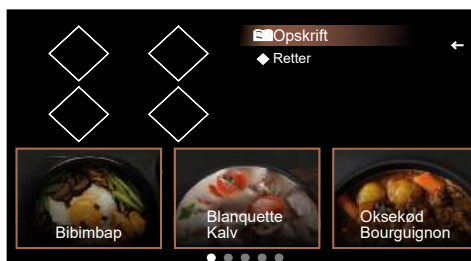 Opskrift
Retter
Bibimbap
Blanquette
Kalv
Oksekød
Bourguignon